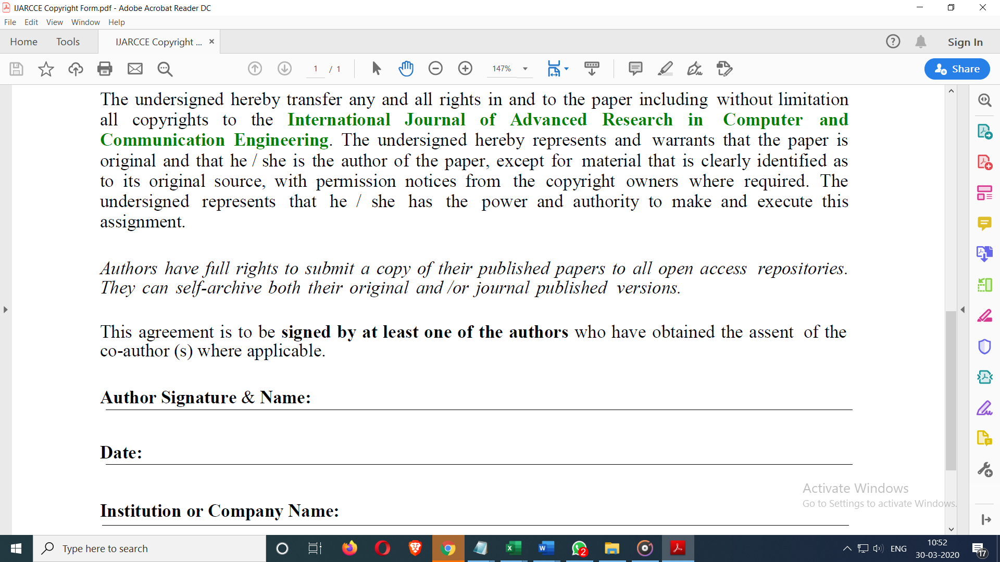 IJARCCE Copyright Form.pdf - Adobe Acrobat Reader DC
File Edit View Window Help
Home Tools IJARCCE Copyright ... ×
Sign In
1 / 1 147% Share
The undersigned hereby transfer any and all rights in and to the paper including without limitation
all copyrights to the International Journal of Advanced Research in Computer and
Communication Engineering. The undersigned hereby represents and warrants that the paper is
original and that he / she is the author of the paper, except for material that is clearly identified as
to its original source, with permission notices from the copyright owners where required. The
undersigned represents that he / she has the power and authority to make and execute this
assignment.
Authors have full rights to submit a copy of their published papers to all open access repositories.
They can self-archive both their original and /or journal published versions.
This agreement is to be signed by at least one of the authors who have obtained the assent of the
co-author (s) where applicable.
Author Signature & Name:
Date:
Institution or Company Name:
Activate Windows
Go to Settings to activate Windows.
Type here to search
2
ENG
10:52
30-03-2020
17